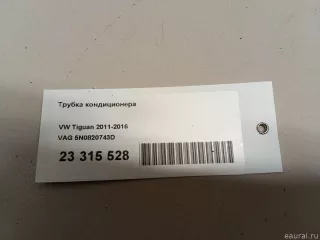 Трубка кондиционера
VW Tiguan 2011-2016
VAG 5N0820743D
23 315 528
eaural.ru